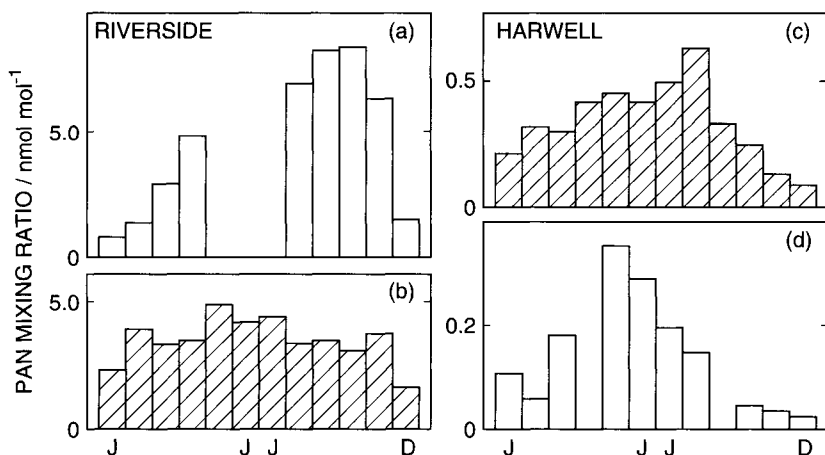 PAN MIXING RATIO / nmol mol⁻¹
RIVERSIDE (a)
5.0
0
(b)
5.0
0
J J J D
HARWELL (c)
0.5
0
(d)
0.2
0
J J J D